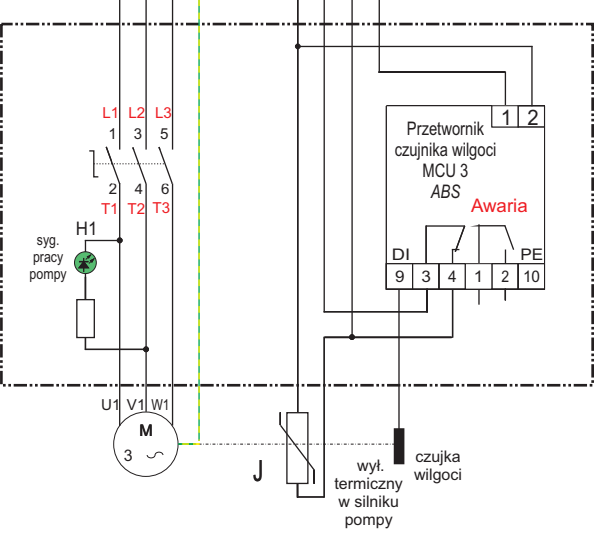 L1 L2 L3
1 3 5
2 4 6
T1 T2 T3
H1
syg.
pracy
pompy
U1 V1 W1
M
3
J
wył.
termiczny
w silniku
pompy
czujka
wilgoci
1 2
Przetwornik
czujnika wilgoci
MCU 3
ABS
Awaria
DI PE
9 3 4 1 2 10